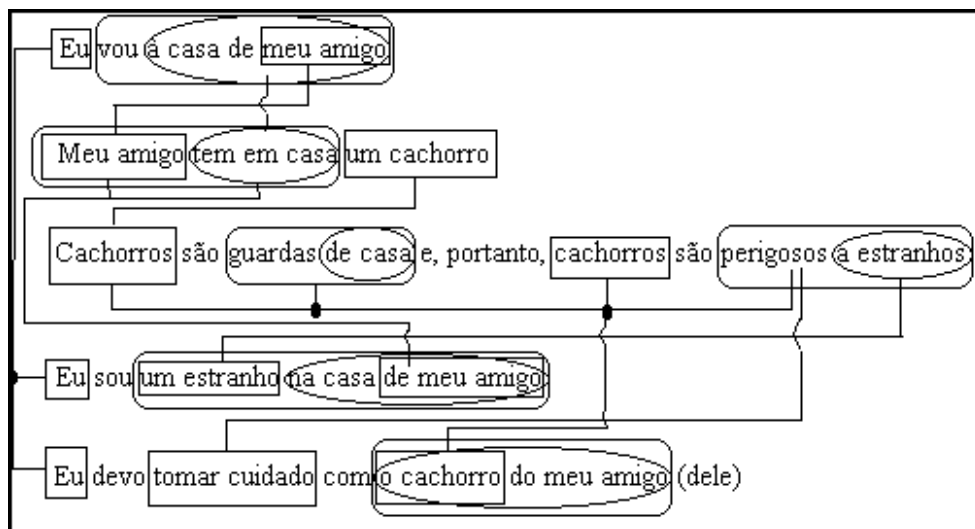 Eu vou à casa de meu amigo
Meu amigo tem em casa um cachorro
Cachorros são guardas de casa e, portanto, cachorros são perigosos a estranhos
Eu sou um estranho na casa de meu amigo
Eu devo tomar cuidado com o cachorro do meu amigo (dele)